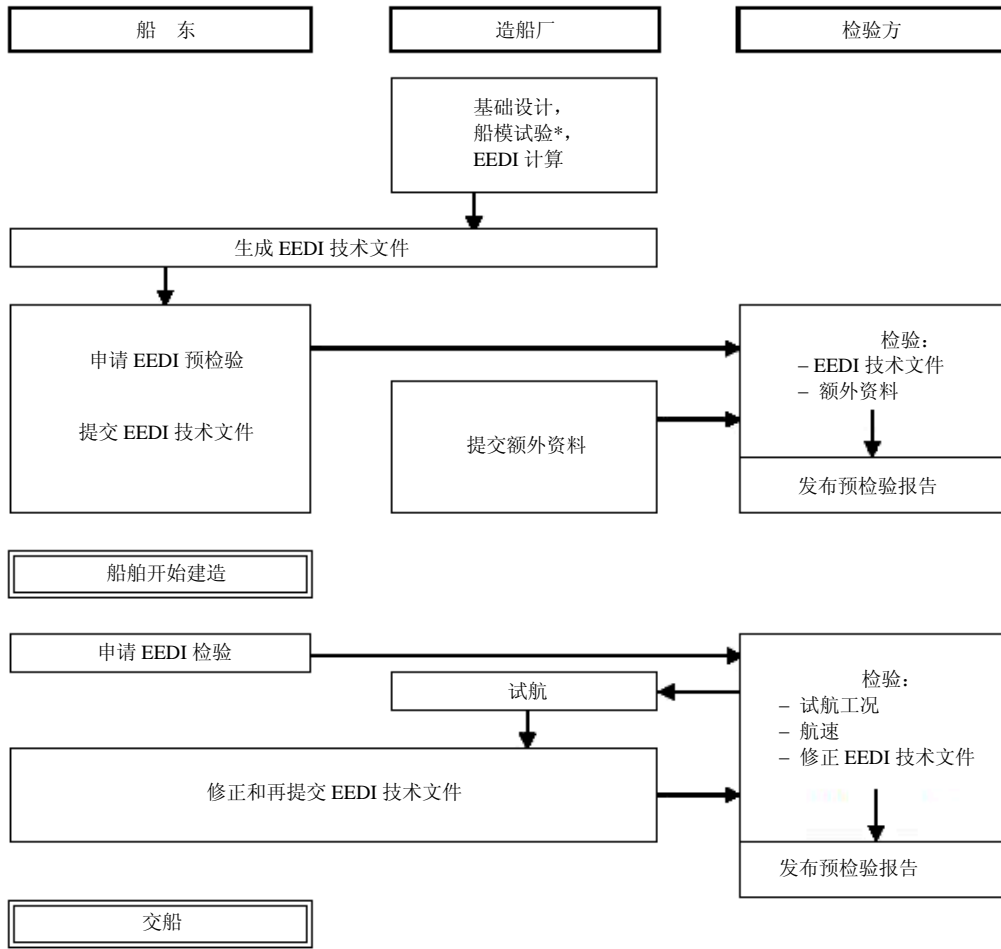 船 东
造船厂
检验方
基础设计，
船模试验*，
EEDI 计算
生成 EEDI 技术文件
申请 EEDI 预检验
提交 EEDI 技术文件
提交额外资料
检验：
– EEDI 技术文件
– 额外资料
发布预检验报告
船舶开始建造
申请 EEDI 检验
试航
检验：
– 试航工况
– 航速
– 修正 EEDI 技术文件
修正和再提交 EEDI 技术文件
发布预检验报告
交船